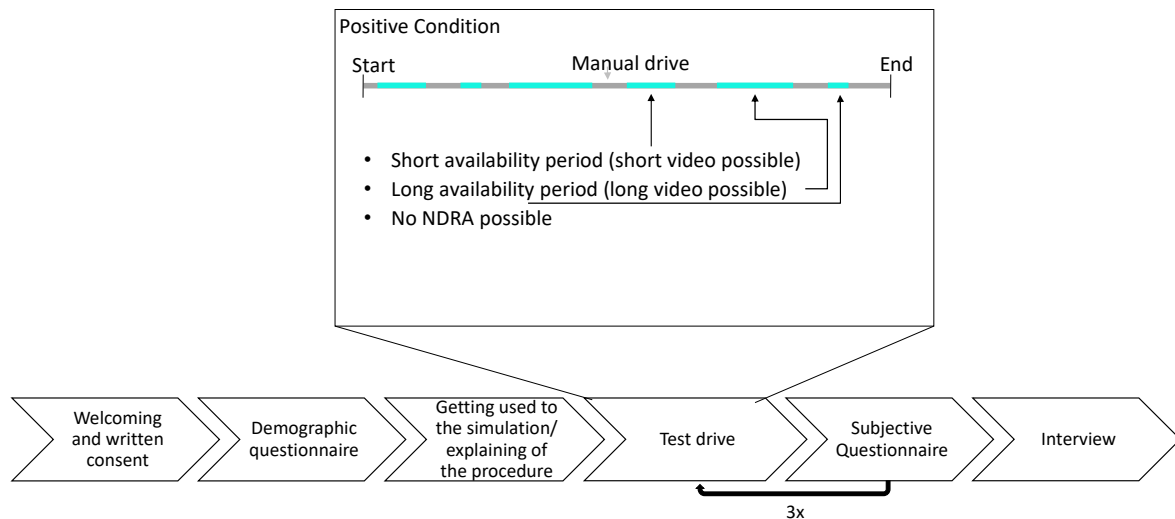 Positive Condition
Start
Manual drive
End
• Short availability period (short video possible)
• Long availability period (long video possible)
• No NDRA possible
Welcoming
and written
consent
Demographic
questionnaire
Getting used to
the simulation/
explaining of
the procedure
Test drive
Subjective
Questionnaire
Interview
3x